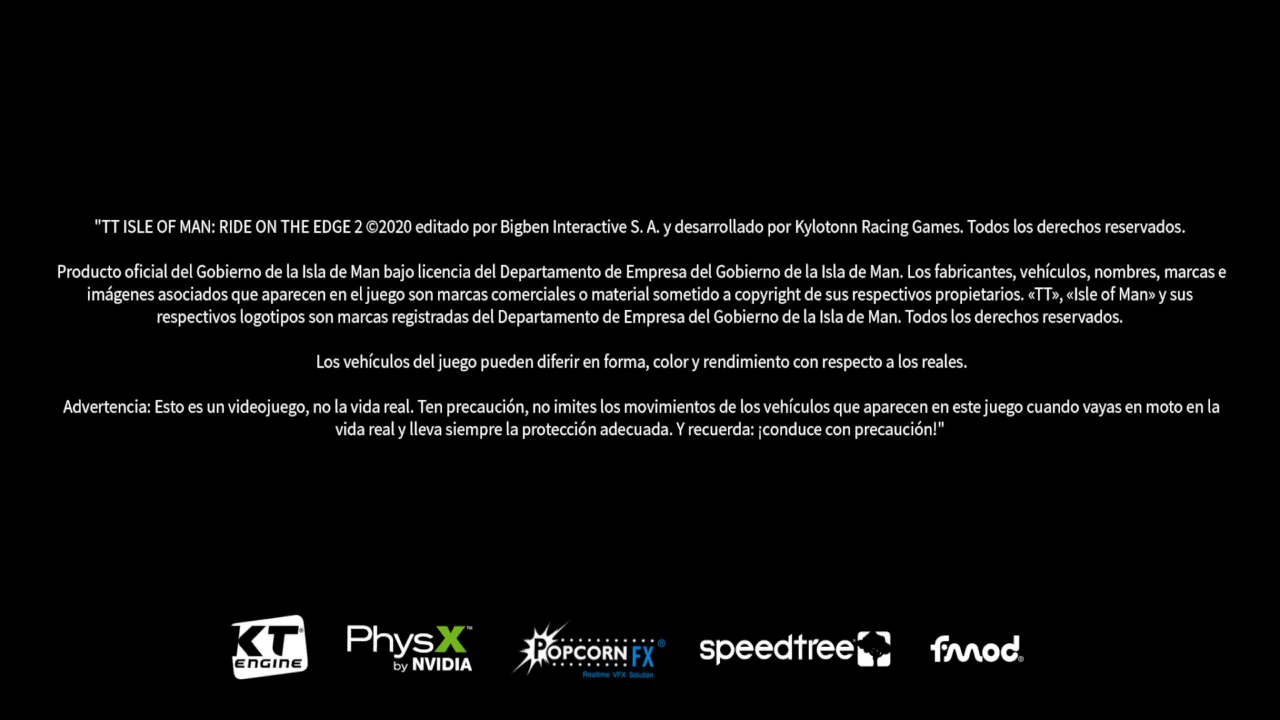 "TT ISLE OF MAN: RIDE ON THE EDGE 2 ©2020 editado por Bigben Interactive S. A. y desarrollado por Kylotonn Racing Games. Todos los derechos reservados.
Producto oficial del Gobierno de la Isla de Man bajo licencia del Departamento de Empresa del Gobierno de la Isla de Man. Los fabricantes, vehículos, nombres, marcas e
imágenes asociados que aparecen en el juego son marcas comerciales o material sometido a copyright de sus respectivos propietarios. «TT», «Isle of Man» y sus
respectivos logotipos son marcas registradas del Departamento de Empresa del Gobierno de la Isla de Man. Todos los derechos reservados.
Los vehículos del juego pueden diferir en forma, color y rendimiento con respecto a los reales.
Advertencia: Esto es un videojuego, no la vida real. Ten precaución, no imites los movimientos de los vehículos que aparecen en este juego cuando vayas en moto en la
vida real y lleva siempre la protección adecuada. Y recuerda: ¡conduce con precaución!"
KT®
ENGINE
PhysX™
by NVIDIA
POPCORN FX®
Realtime VFX Solution
speedtree®
fmod®